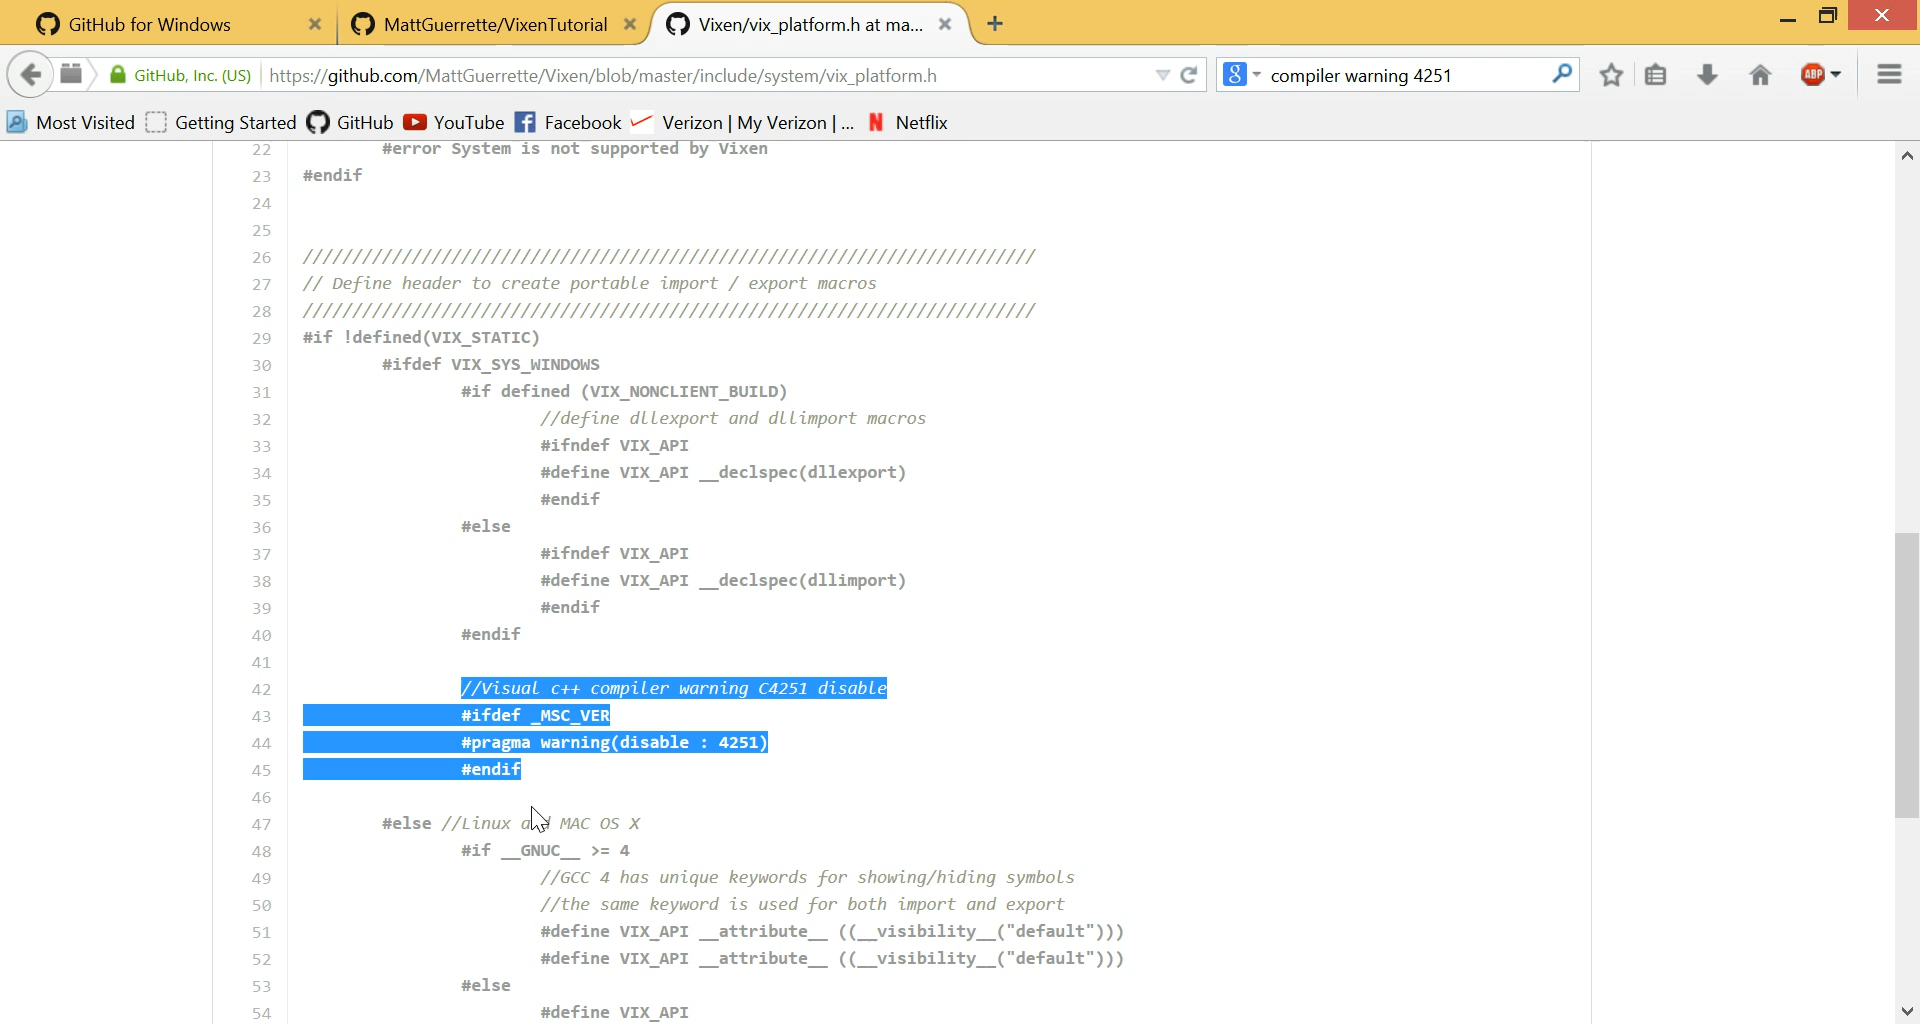 GitHub for Windows
MattGuerrette/VixenTutorial
Vixen/vix_platform.h at ma...
GitHub, Inc. (US)
https://github.com/MattGuerrette/Vixen/blob/master/include/system/vix_platform.h
compiler warning 4251
ABP
Most Visited
Getting Started
GitHub
YouTube
Facebook
Verizon | My Verizon | ...
Netflix
22 #error System is not supported by Vixen
23 #endif
24
25
26 //////////////////////////////////////////////////////////////////////////
27 // Define header to create portable import / export macros
28 //////////////////////////////////////////////////////////////////////////
29 #if !defined(VIX_STATIC)
30 #ifdef VIX_SYS_WINDOWS
31 #if defined (VIX_NONCLIENT_BUILD)
32 //define dllexport and dllimport macros
33 #ifndef VIX_API
34 #define VIX_API __declspec(dllexport)
35 #endif
36 #else
37 #ifndef VIX_API
38 #define VIX_API __declspec(dllimport)
39 #endif
40 #endif
41
42 //Visual c++ compiler warning C4251 disable
43 #ifdef _MSC_VER
44 #pragma warning(disable : 4251)
45 #endif
46
47 #else //Linux and MAC OS X
48 #if __GNUC__ >= 4
49 //GCC 4 has unique keywords for showing/hiding symbols
50 //the same keyword is used for both import and export
51 #define VIX_API __attribute__ ((__visibility__("default")))
52 #define VIX_API __attribute__ ((__visibility__("default")))
53 #else
54 #define VIX_API